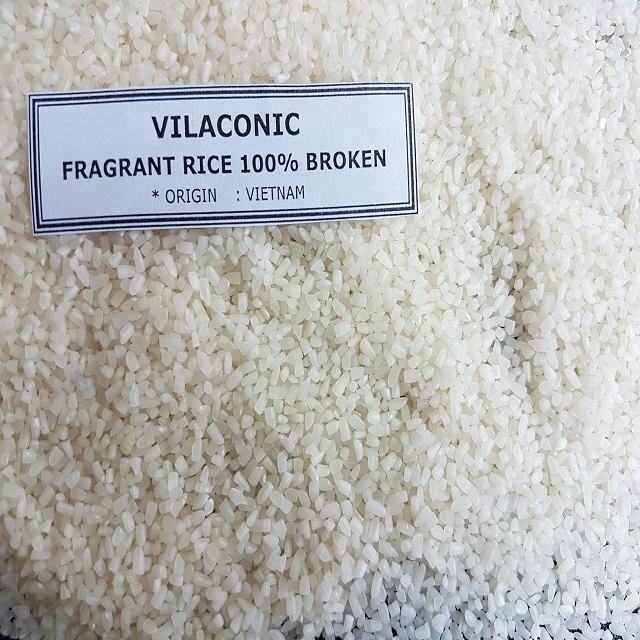 VILACONIC
FRAGRANT RICE 100% BROKEN
* ORIGIN : VIETNAM